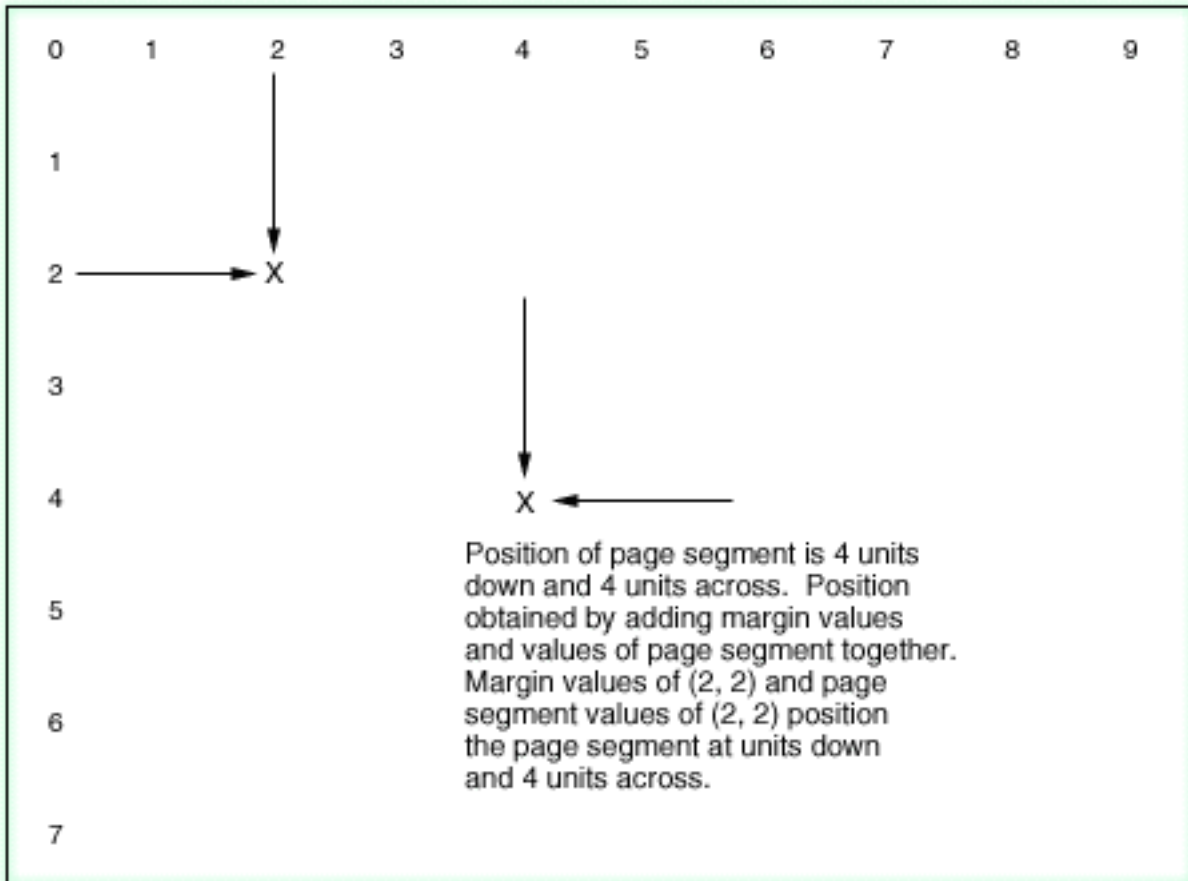 0 1 2 3 4 5 6 7 8 9
1
2 X
3
4 X
Position of page segment is 4 units
down and 4 units across. Position
5
obtained by adding margin values
and values of page segment together.
Margin values of (2, 2) and page
6
segment values of (2, 2) position
the page segment at units down
and 4 units across.
7